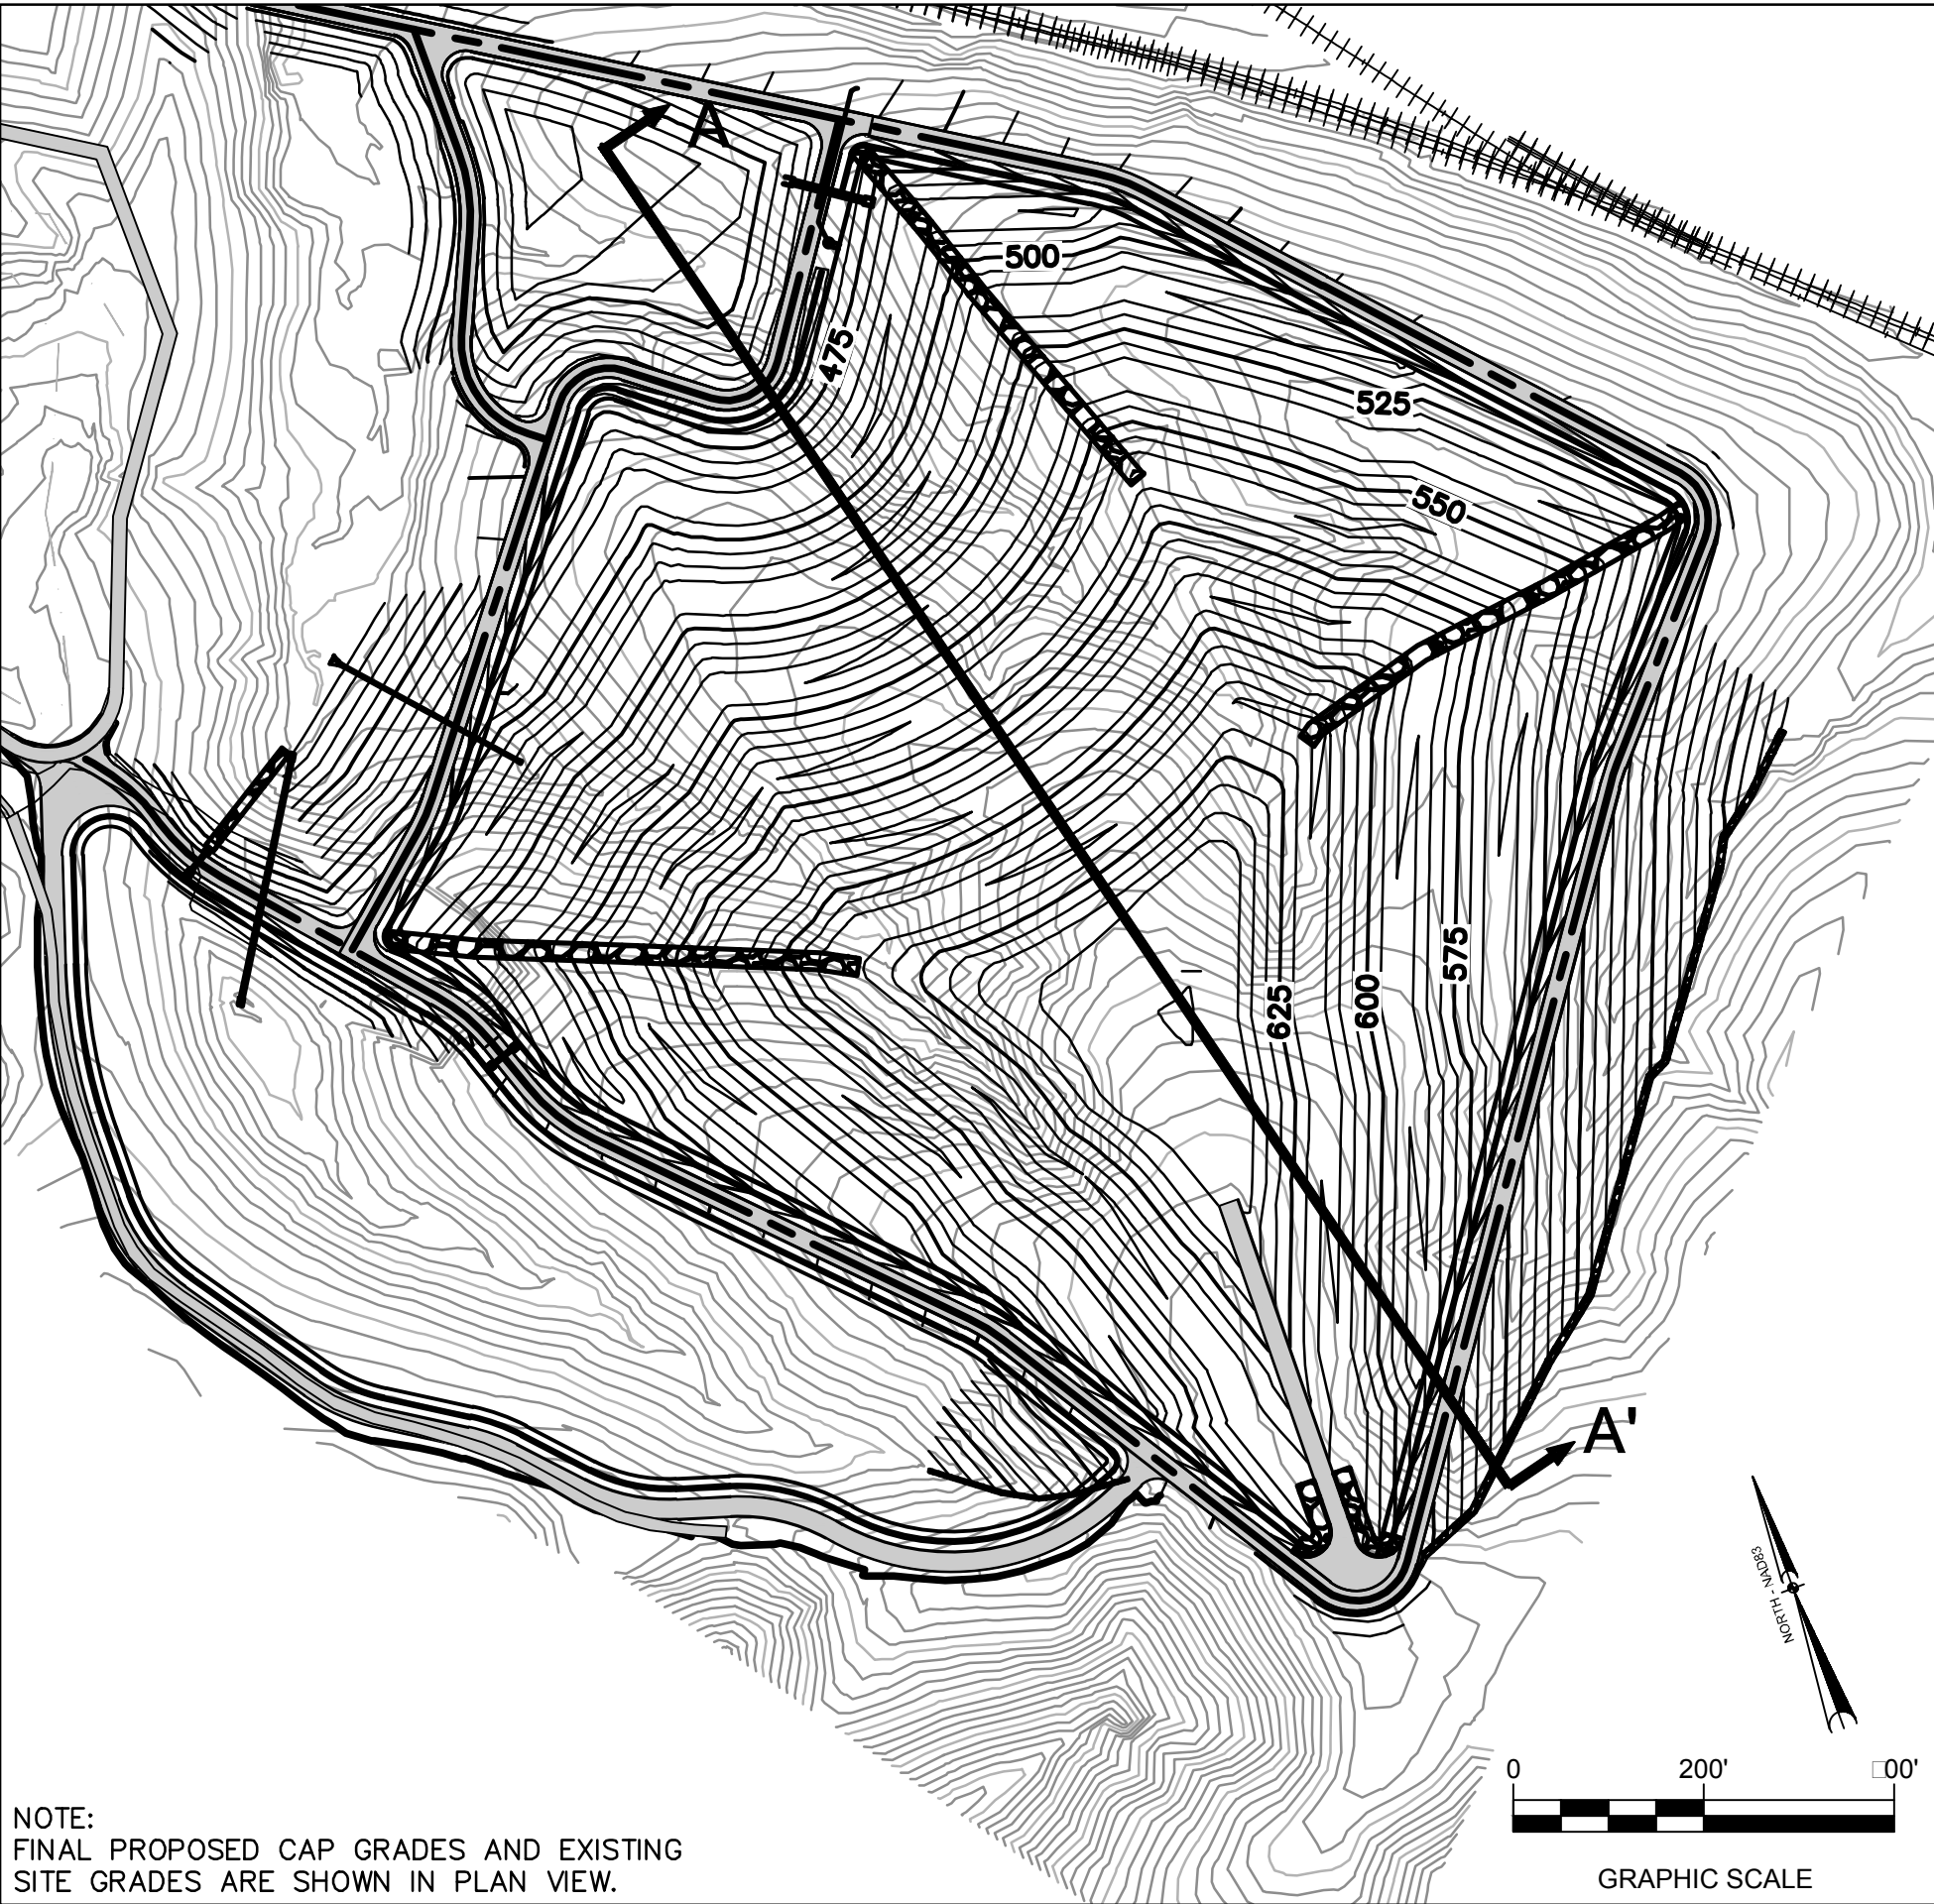 A
500
475
525
550
575
600
625
A'
NORTH - NAD83
0 200' 00'
GRAPHIC SCALE
NOTE:
FINAL PROPOSED CAP GRADES AND EXISTING
SITE GRADES ARE SHOWN IN PLAN VIEW.